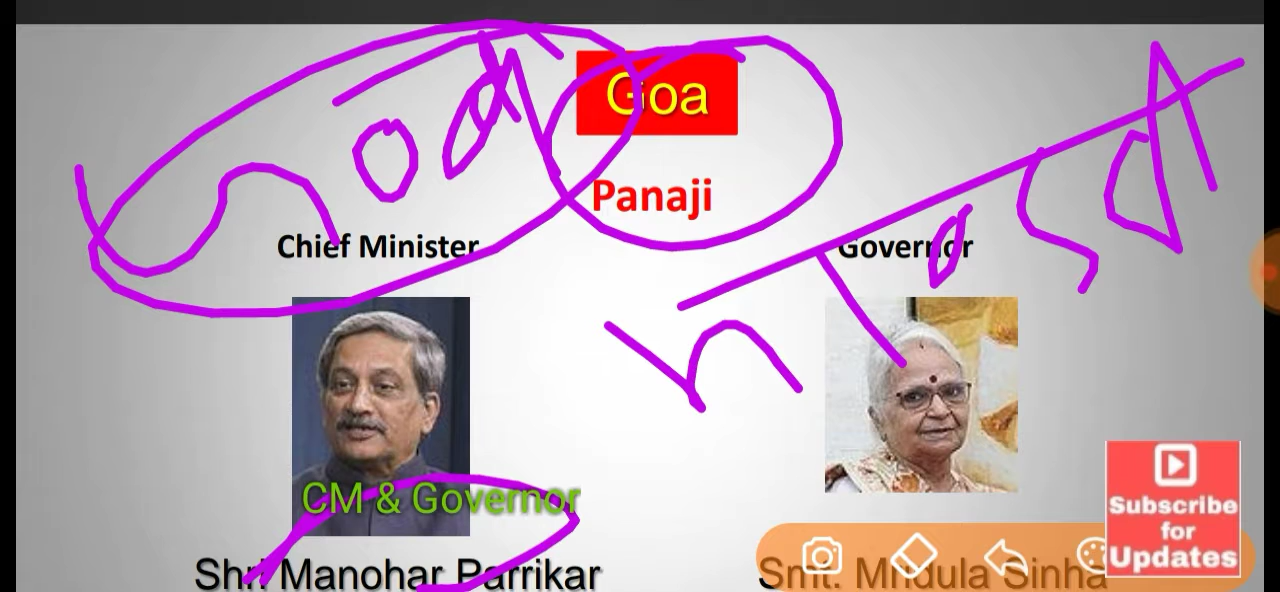 Goa
Panaji
Chief Minister
Governor
CM & Governor
Shri Manohar Parrikar
Smt. Mridula Sinha
Subscribe
for
Updates